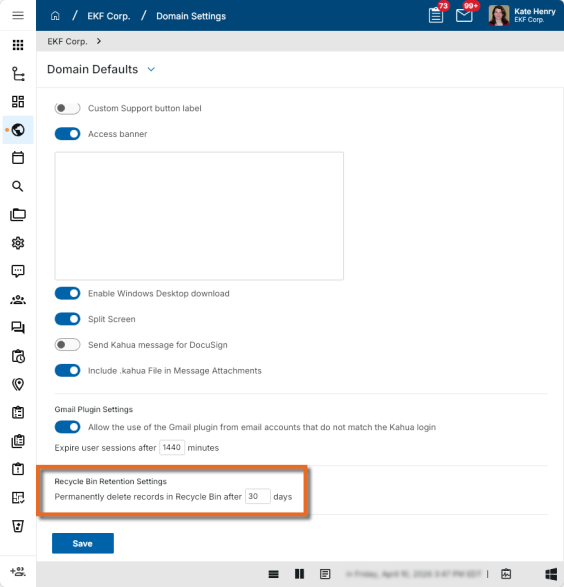 73
99+
/ EKF Corp. / Domain Settings
Kate Henry
EKF Corp.
EKF Corp. >
Domain Defaults
Custom Support button label
Access banner
Enable Windows Desktop download
Split Screen
Send Kahua message for DocuSign
Include .kahua File in Message Attachments
Gmail Plugin Settings
Allow the use of the Gmail plugin from email accounts that do not match the Kahua login
Expire user sessions after 1440 minutes
Recycle Bin Retention Settings
Permanently delete records in Recycle Bin after 30 days
Save